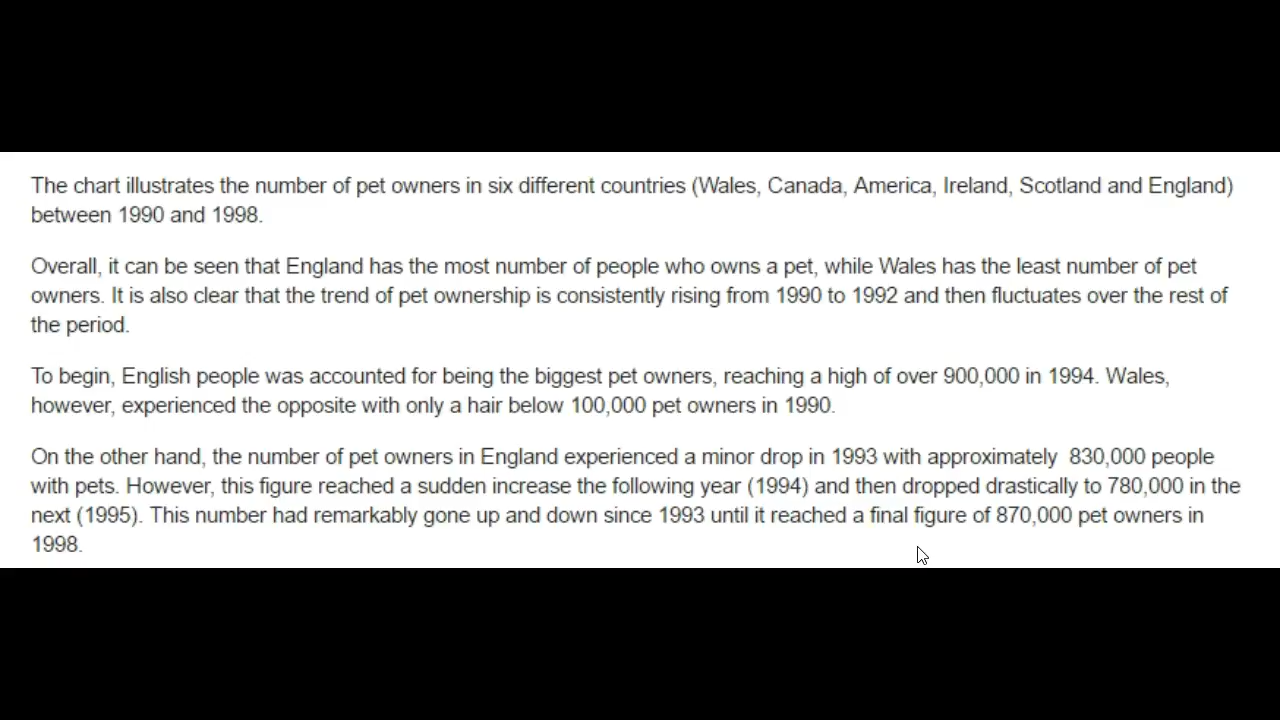 The chart illustrates the number of pet owners in six different countries (Wales, Canada, America, Ireland, Scotland and England)
between 1990 and 1998.
Overall, it can be seen that England has the most number of people who owns a pet, while Wales has the least number of pet
owners. It is also clear that the trend of pet ownership is consistently rising from 1990 to 1992 and then fluctuates over the rest of
the period.
To begin, English people was accounted for being the biggest pet owners, reaching a high of over 900,000 in 1994. Wales,
however, experienced the opposite with only a hair below 100,000 pet owners in 1990.
On the other hand, the number of pet owners in England experienced a minor drop in 1993 with approximately  830,000 people
with pets. However, this figure reached a sudden increase the following year (1994) and then dropped drastically to 780,000 in the
next (1995). This number had remarkably gone up and down since 1993 until it reached a final figure of 870,000 pet owners in
1998.